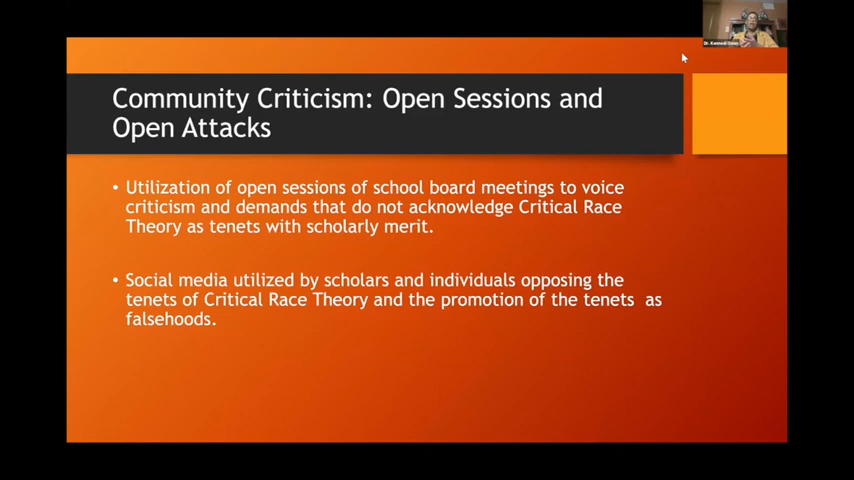 Community Criticism: Open Sessions and
Open Attacks
• Utilization of open sessions of school board meetings to voice
criticism and demands that do not acknowledge Critical Race
Theory as tenets with scholarly merit.
• Social media utilized by scholars and individuals opposing the
tenets of Critical Race Theory and the promotion of the tenets as
falsehoods.
Dr.